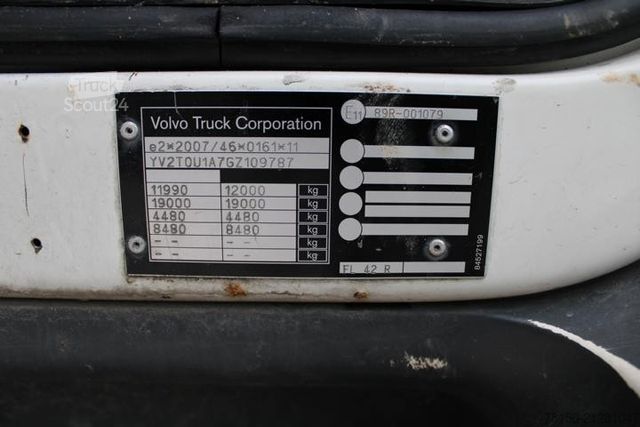 Truck
Scout24
Volvo Truck Corporation
e2*2007/46*0161*11
YV2T0U1A7GZ109787
11990 12000 kg
19000 19000 kg
4480 4480 kg
8480 8480 kg
- - - - kg
- - - - kg
E11 89R-001079
FL 42 R
84527199